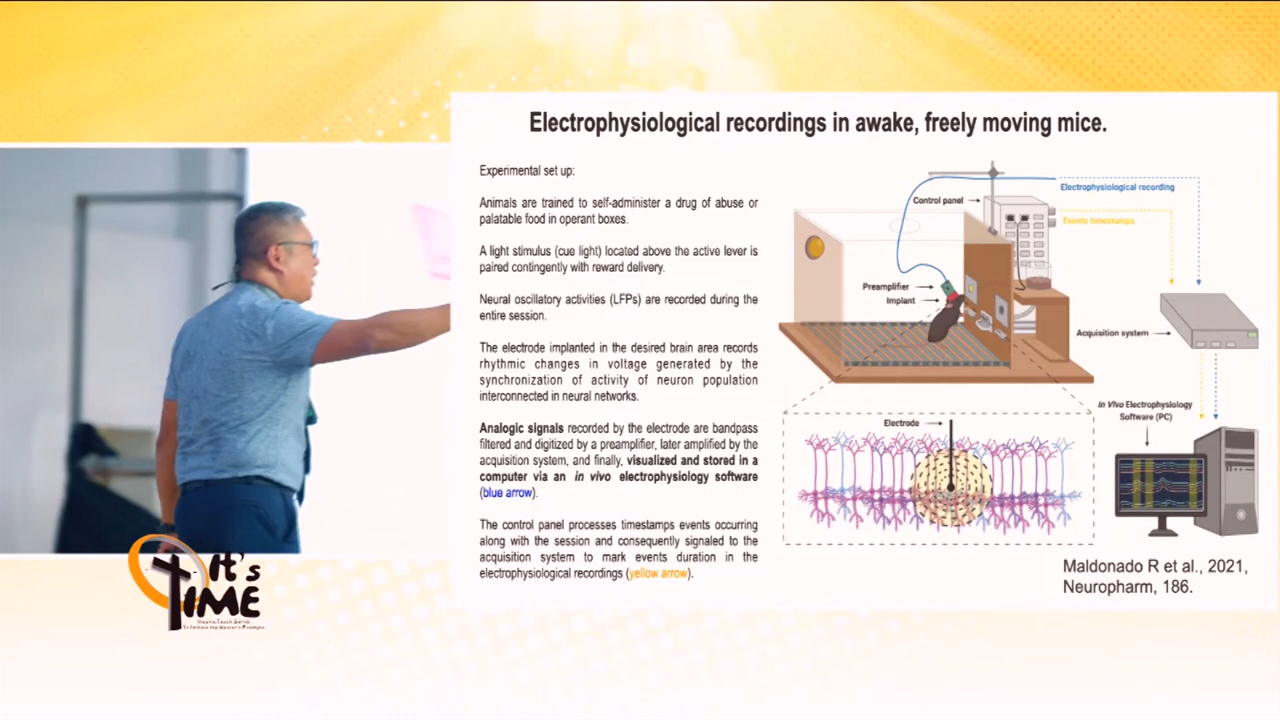 Electrophysiological recordings in awake, freely moving mice.
Experimental set up:
Animals are trained to self-administer a drug of abuse or
palatable food in operant boxes.
A light stimulus (cue light) located above the active lever is
paired contingently with reward delivery.
Neural oscillatory activities (LFPs) are recorded during the
entire session.
The electrode implanted in the desired brain area records
rhythmic changes in voltage generated by the
synchronization of activity of neuron population
interconnected in neural networks.
Analogic signals recorded by the electrode are bandpass
filtered and digitized by a preamplifer, later amplified by the
acquisition system, and finally, visualized and stored in a
computer via an in vivo electrophysiology software
(blue arrow).
The control panel processes timestamps events occurring
along with the session and consequently signaled to the
acquisition system to mark events duration in the
electrophysiological recordings (yellow arrow).
Electrophysiological recording
Control panel
Events timestamps
Preamplifier
Implant
Acquisition system
In Vivo Electrophysiology
Software (PC)
Electrode
Maldonado R et al., 2021,
Neuropharm, 186.
It's
TIME